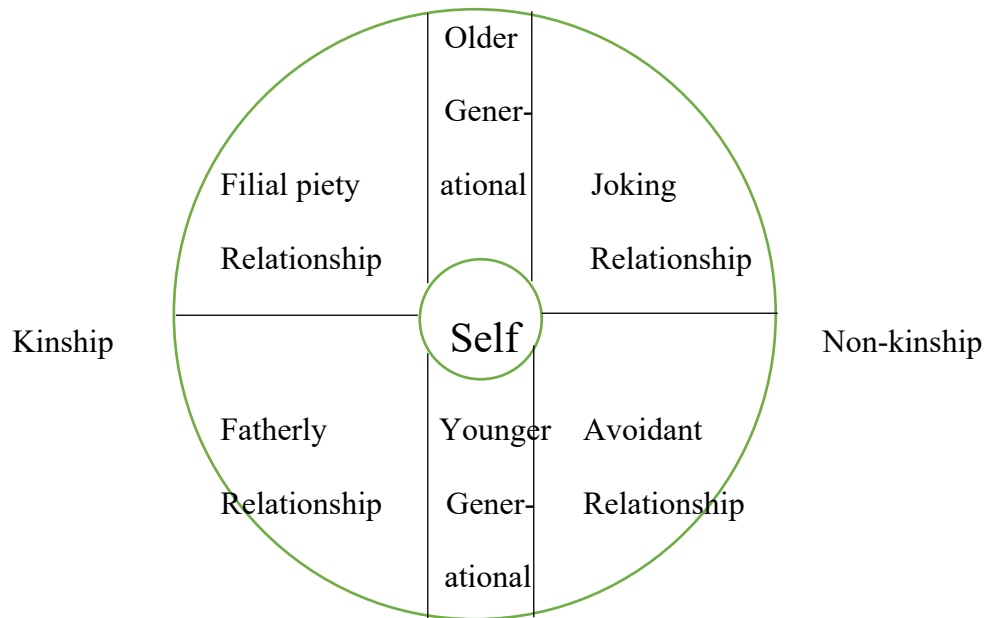 Older
Gener-
ational
Filial piety
Relationship
Joking
Relationship
Kinship
Self
Non-kinship
Fatherly
Relationship
Younger
Gener-
ational
Avoidant
Relationship